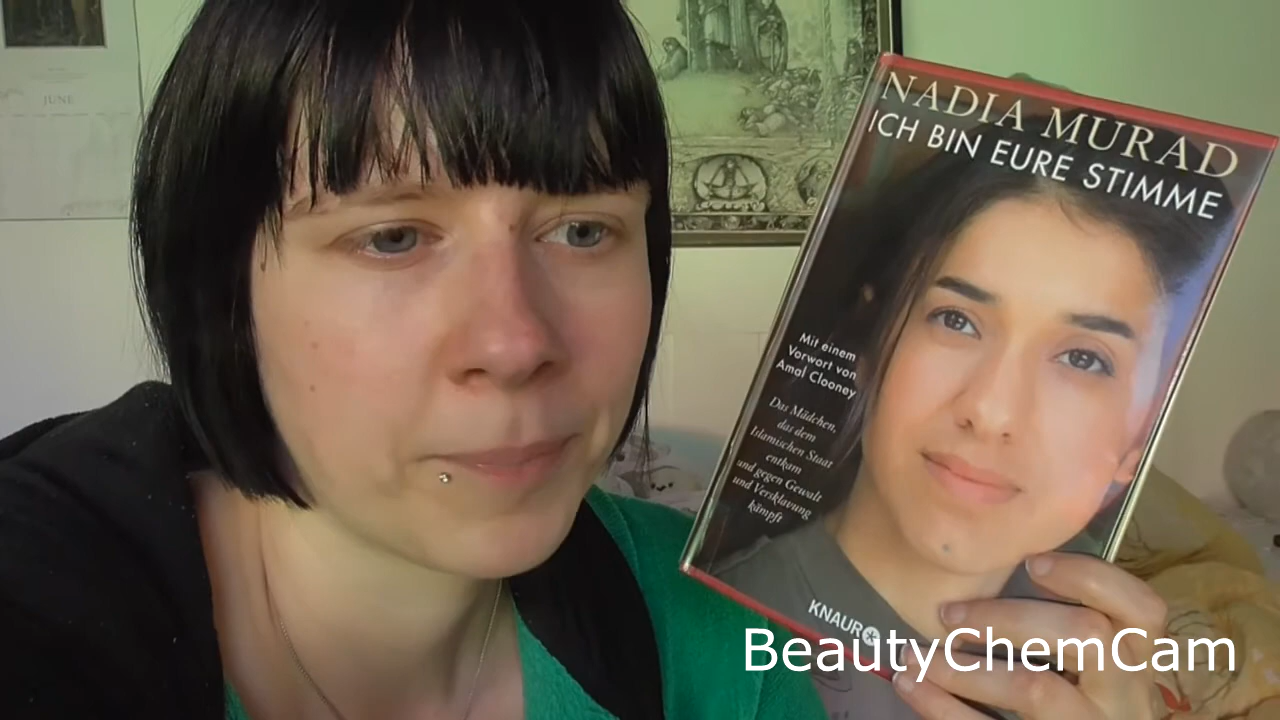 JUNE
NADIA MURAD
ICH BIN EURE STIMME
Mit einem
Vorwort von
Amal Clooney
Das Mädchen,
das dem
Islamischen Staat
entkam
und gegen Gewalt
und Versklavung
kämpft
KNAUR
BeautyChemCam